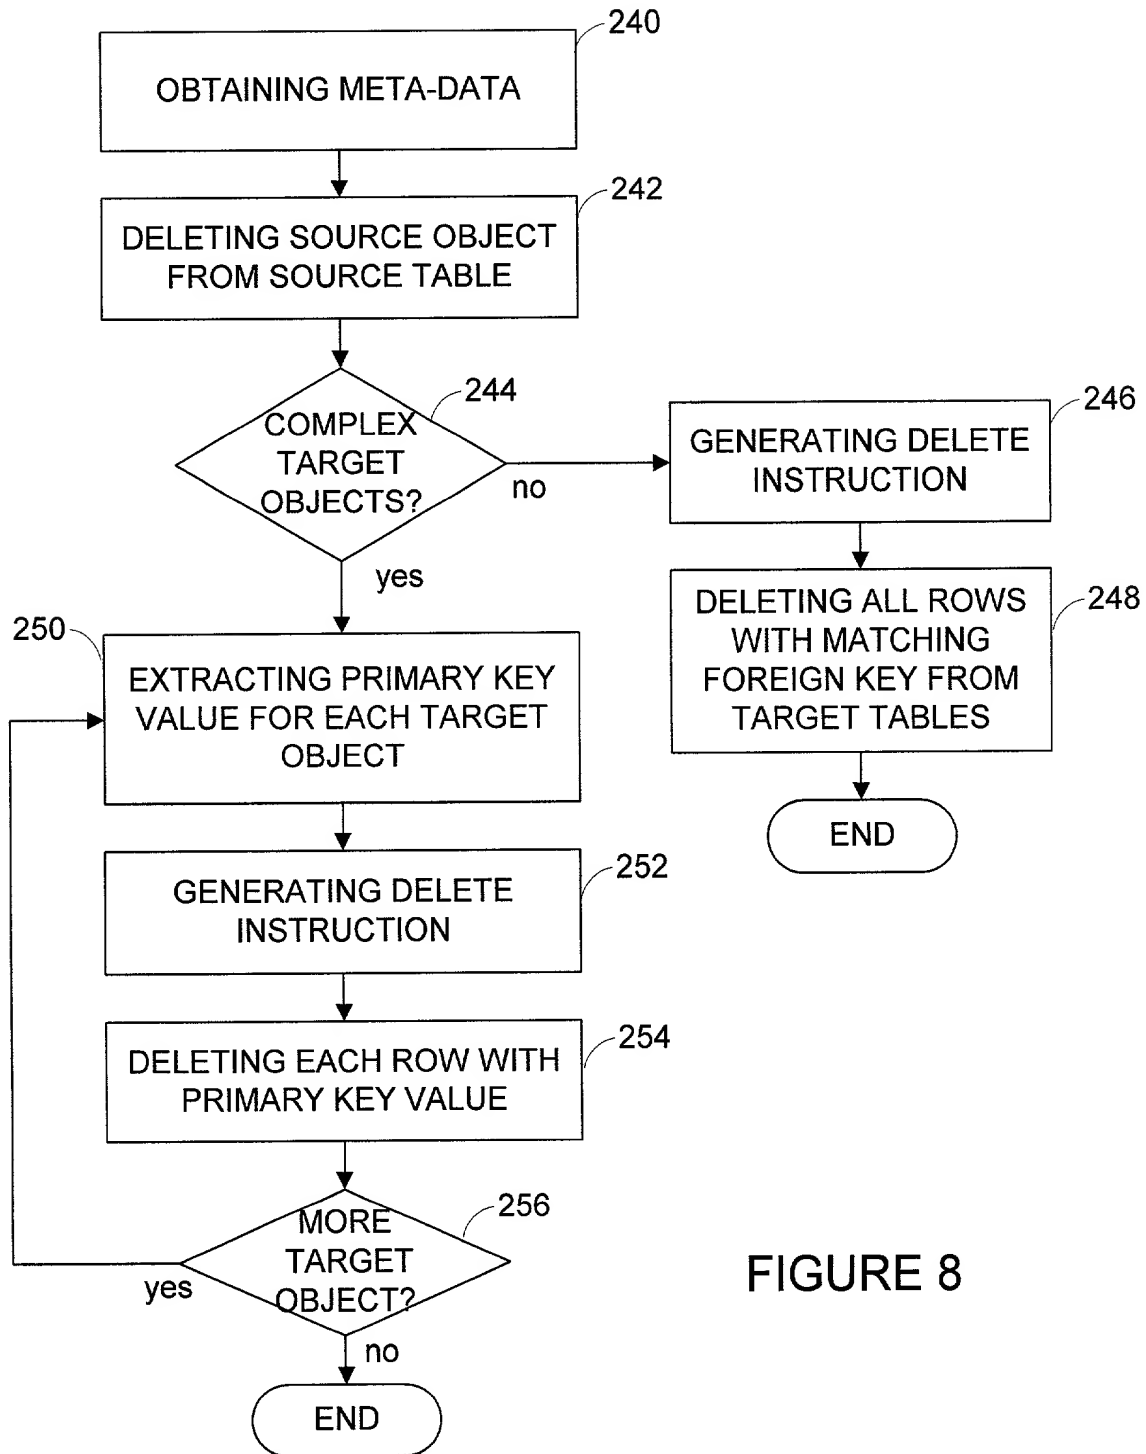 240
OBTAINING META-DATA
242
DELETING SOURCE OBJECT
FROM SOURCE TABLE
244
COMPLEX
TARGET
OBJECTS?
no
yes
246
GENERATING DELETE
INSTRUCTION
248
DELETING ALL ROWS
WITH MATCHING
FOREIGN KEY FROM
TARGET TABLES
END
250
EXTRACTING PRIMARY KEY
VALUE FOR EACH TARGET
OBJECT
252
GENERATING DELETE
INSTRUCTION
254
DELETING EACH ROW WITH
PRIMARY KEY VALUE
256
MORE
TARGET
OBJECT?
yes
no
END
FIGURE 8